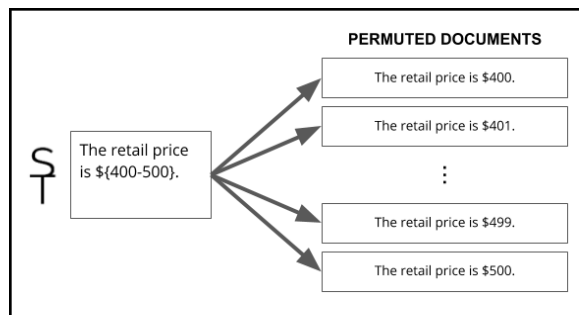 PERMUTED DOCUMENTS
The retail price is $400.
The retail price is $401.
S
T
The retail price
is ${400-500}.
⋮
The retail price is $499.
The retail price is $500.